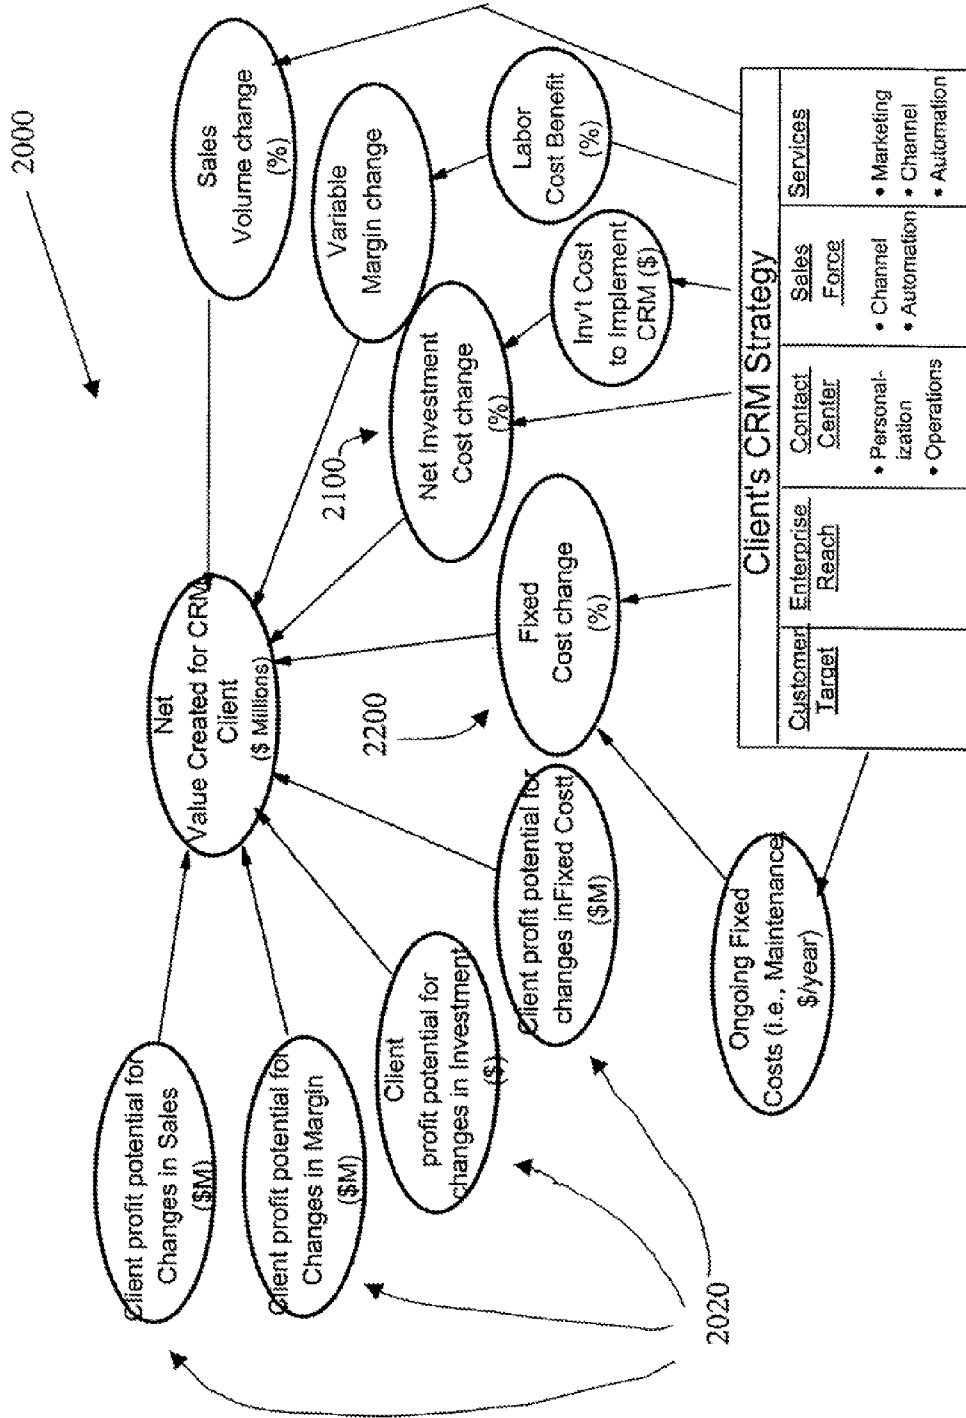 2000
Sales
Volume change
(%)
Variable
Margin change
Labor
Cost Benefit
(%)
Inv't Cost
to Implement
CRM ($)
Net Investment
Cost change
(%)
2100
Net
Value Created for CRM
Client
($ Millions)
Fixed
Cost change
(%)
2200
Client profit potential for
Changes in Sales
($M)
Client profit potential for
Changes in Margin
($M)
Client
profit potential for
changes in Investment
($)
Client profit potential for
changes inFixed Costt
($M)
Ongoing Fixed
Costs (i.e., Maintenance
$/year)
2020
Client's CRM Strategy
Customer
Target
Enterprise
Reach
Contact
Center
• Personal-
ization
• Operations
Sales
Force
• Channel
• Automation
Services
• Marketing
• Channel
• Automation